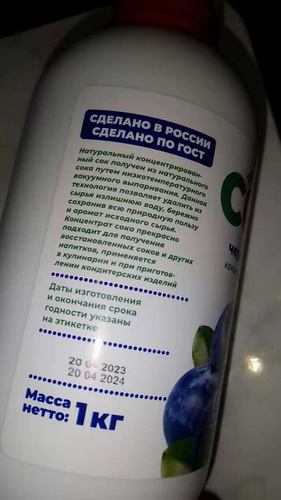 СДЕЛАНО В РОССИИ
СДЕЛАНО ПО ГОСТ
Натуральный концентрирован-
ный сок получен из натурального
сока путем низкотемпературного
вакуумного выпаривания. Данная
технология позволяет удалить из
сырья излишнюю воду, бережно
сохранив всю природную пользу
и аромат исходного сырья.
Концентрат сока прекрасно
подходит для получения
восстановленных соков и других
напитков, применяется
в кулинарии и при приготов-
лении кондитерских изделий
Даты изготовления
и окончания срока
годности указаны
на этикетке
20 04 2023
20 04 2024
Масса
нетто: 1 кг